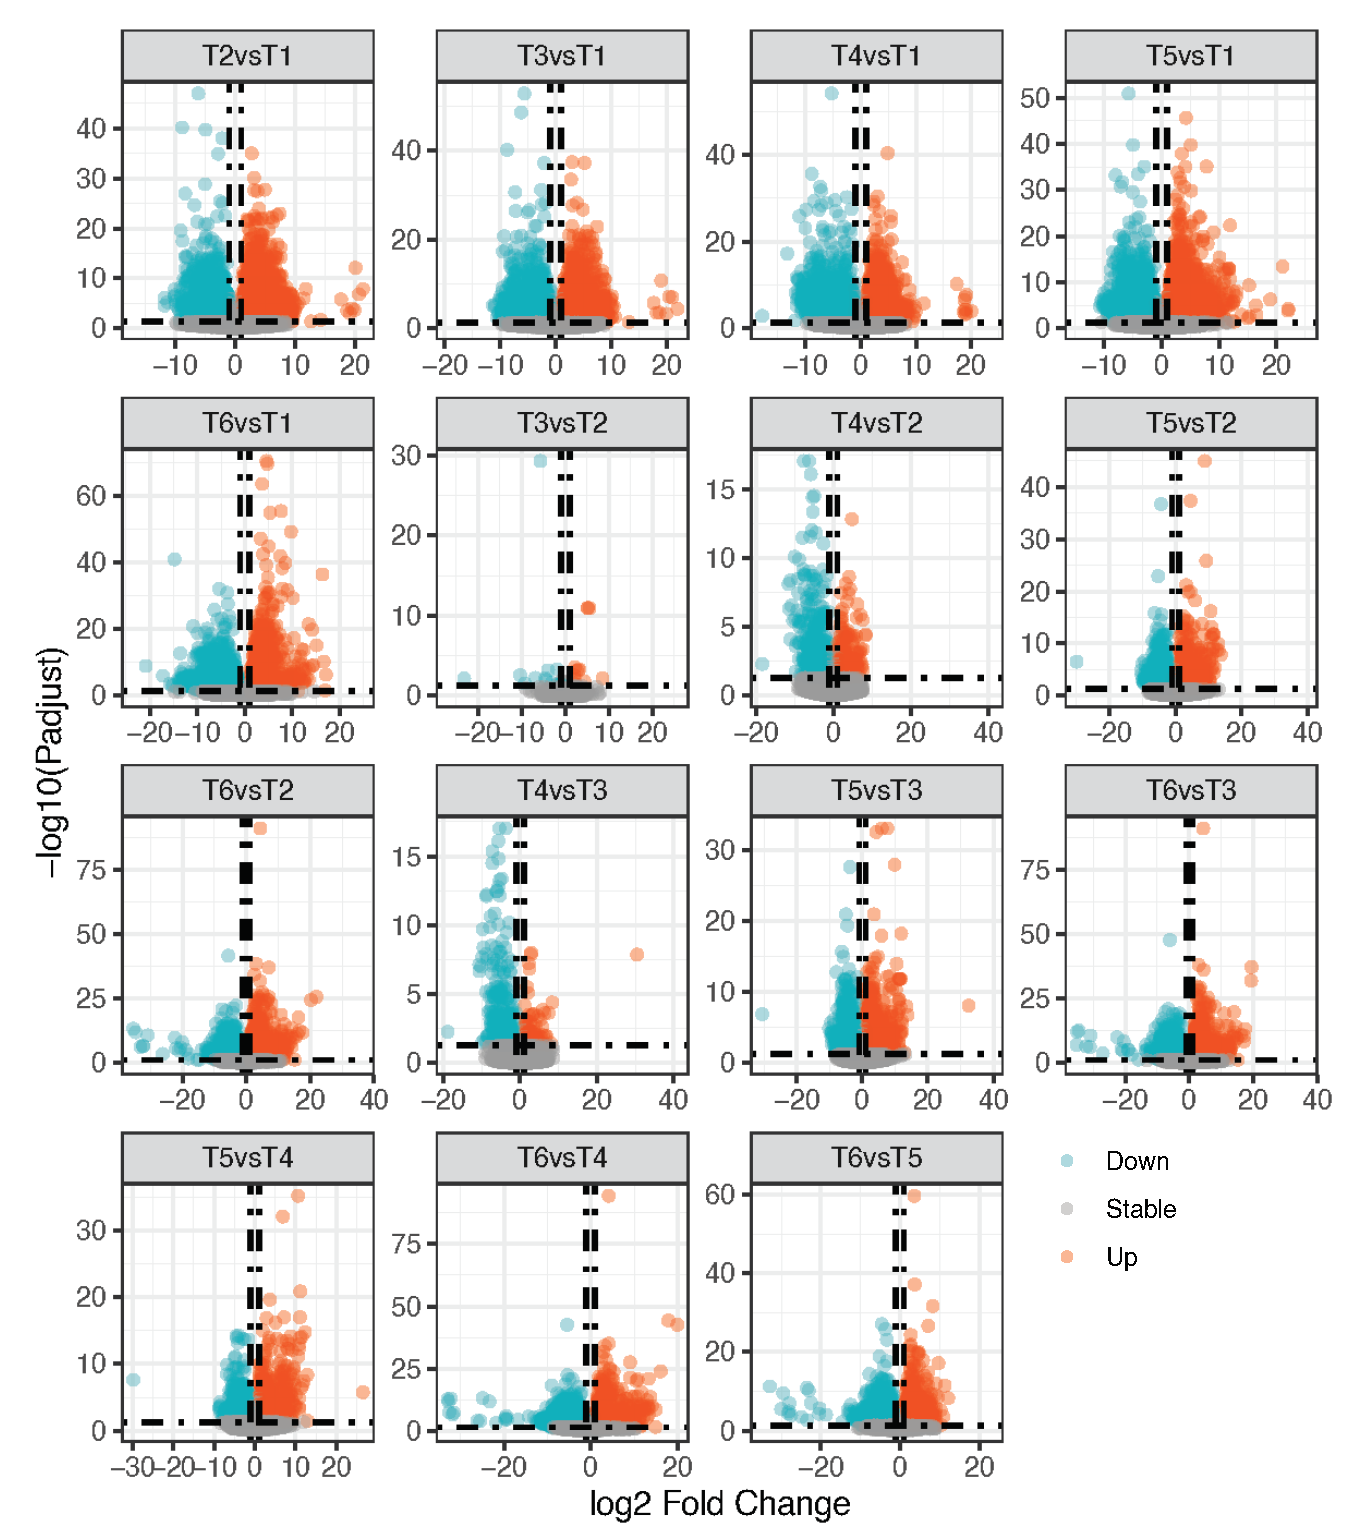 T2vsT1 T3vsT1 T4vsT1 T5vsT1
40 30 20 10 0
40 20 0
40 20 0
50 40 30 20 10 0
−10 0 10 20
−20 −10 0 10 20
−10 0 10 20
−10 0 10 20
T6vsT1 T3vsT2 T4vsT2 T5vsT2
60 40 20 0
30 20 10 0
15 10 5 0
40 30 20 10 0
−20 −10 0 10 20
−20 −10 0 10 20
−20 0 20 40
−20 0 20 40
−log10(Padjust)
T6vsT2 T4vsT3 T5vsT3 T6vsT3
75 50 25 0
15 10 5 0
30 20 10 0
75 50 25 0
−20 0 20 40
−20 0 20 40
−20 0 20 40
−20 0 20 40
T5vsT4 T6vsT4 T6vsT5
30 20 10 0
75 50 25 0
60 40 20 0
−30 −20 −10 0 10 20
−20 0 20
−20 0 20
Down
Stable
Up
log2 Fold Change